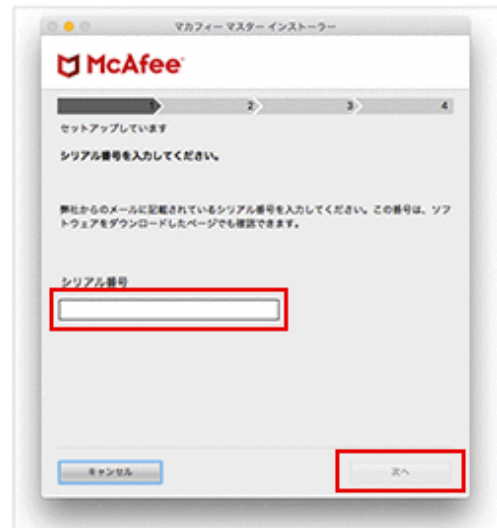 マカフィー マスター インストーラー
McAfee
1 2 3 4
セットアップしています
シリアル番号を入力してください。
弊社からのメールに記載されているシリアル番号を入力してください。この番号は、ソフ
トウェアをダウンロードしたページでも確認できます。
シリアル番号
キャンセル 次へ